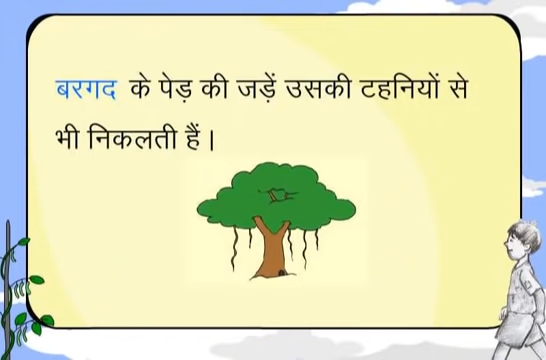 बरगद के पेड़ की जड़ें उसकी टहनियों से
भी निकलती हैं।